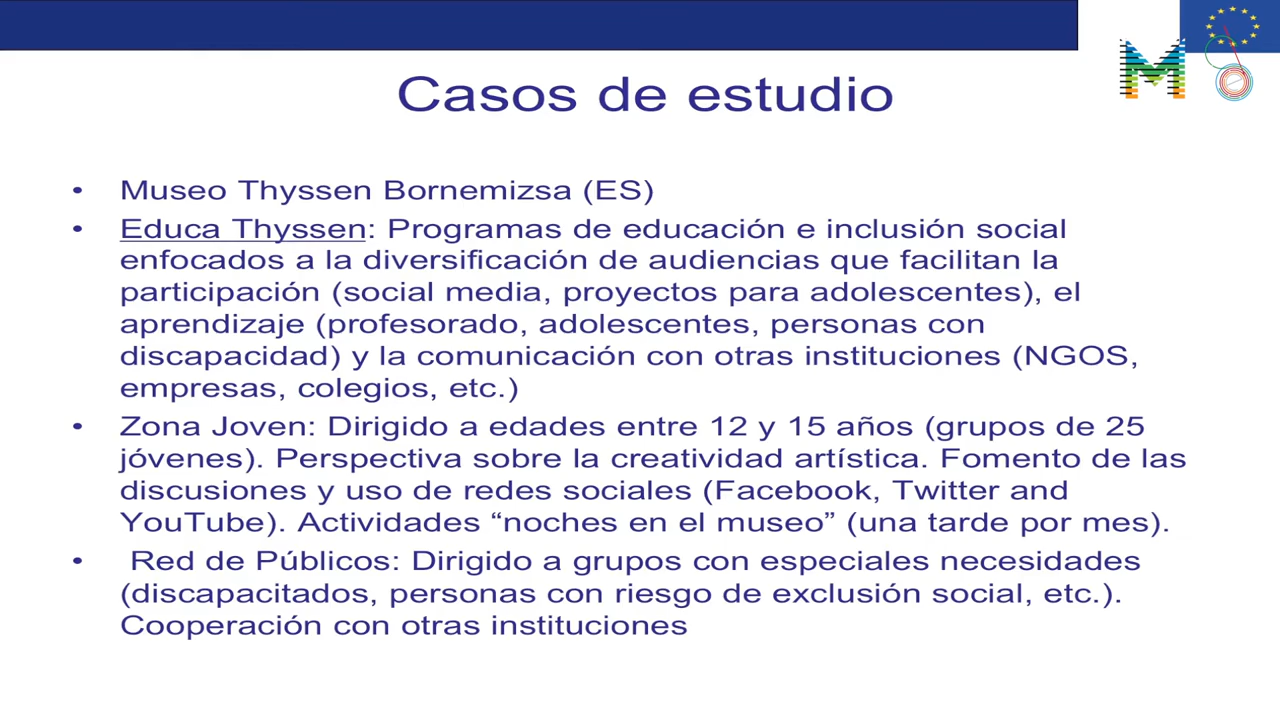 Casos de estudio
• Museo Thyssen Bornemizsa (ES)
• Educa Thyssen: Programas de educación e inclusión social
enfocados a la diversificación de audiencias que facilitan la
participación (social media, proyectos para adolescentes), el
aprendizaje (profesorado, adolescentes, personas con
discapacidad) y la comunicación con otras instituciones (NGOS,
empresas, colegios, etc.)
• Zona Joven: Dirigido a edades entre 12 y 15 años (grupos de 25
jóvenes). Perspectiva sobre la creatividad artística. Fomento de las
discusiones y uso de redes sociales (Facebook, Twitter and
YouTube). Actividades “noches en el museo” (una tarde por mes).
• Red de Públicos: Dirigido a grupos con especiales necesidades
(discapacitados, personas con riesgo de exclusión social, etc.).
Cooperación con otras instituciones